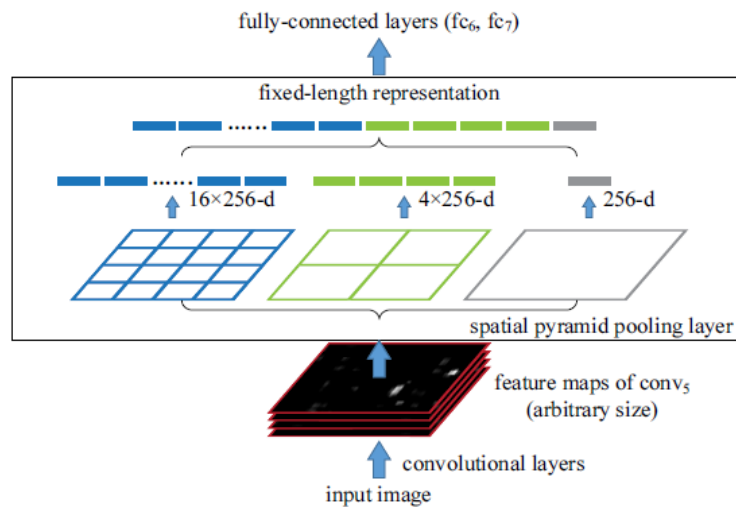 fully-connected layers (fc₆, fc₇)
fixed-length representation
......
......
16×256-d
4×256-d
256-d
spatial pyramid pooling layer
feature maps of conv₅
(arbitrary size)
convolutional layers
input image